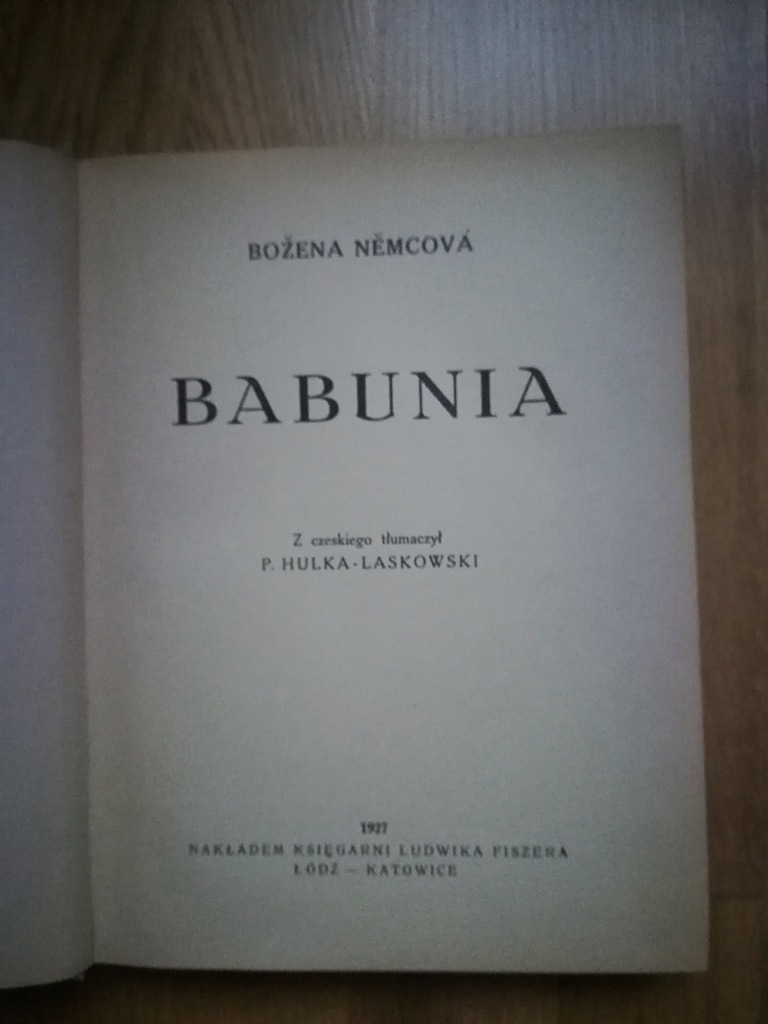 BOŽENA NĚMCOVÁ
BABUNIA
Z czeskiego tłumaczył
P. HULKA-LASKOWSKI
1927
NAKŁADEM KSIĘGARNI LUDWIKA FISZERA
ŁÓDŹ — KATOWICE